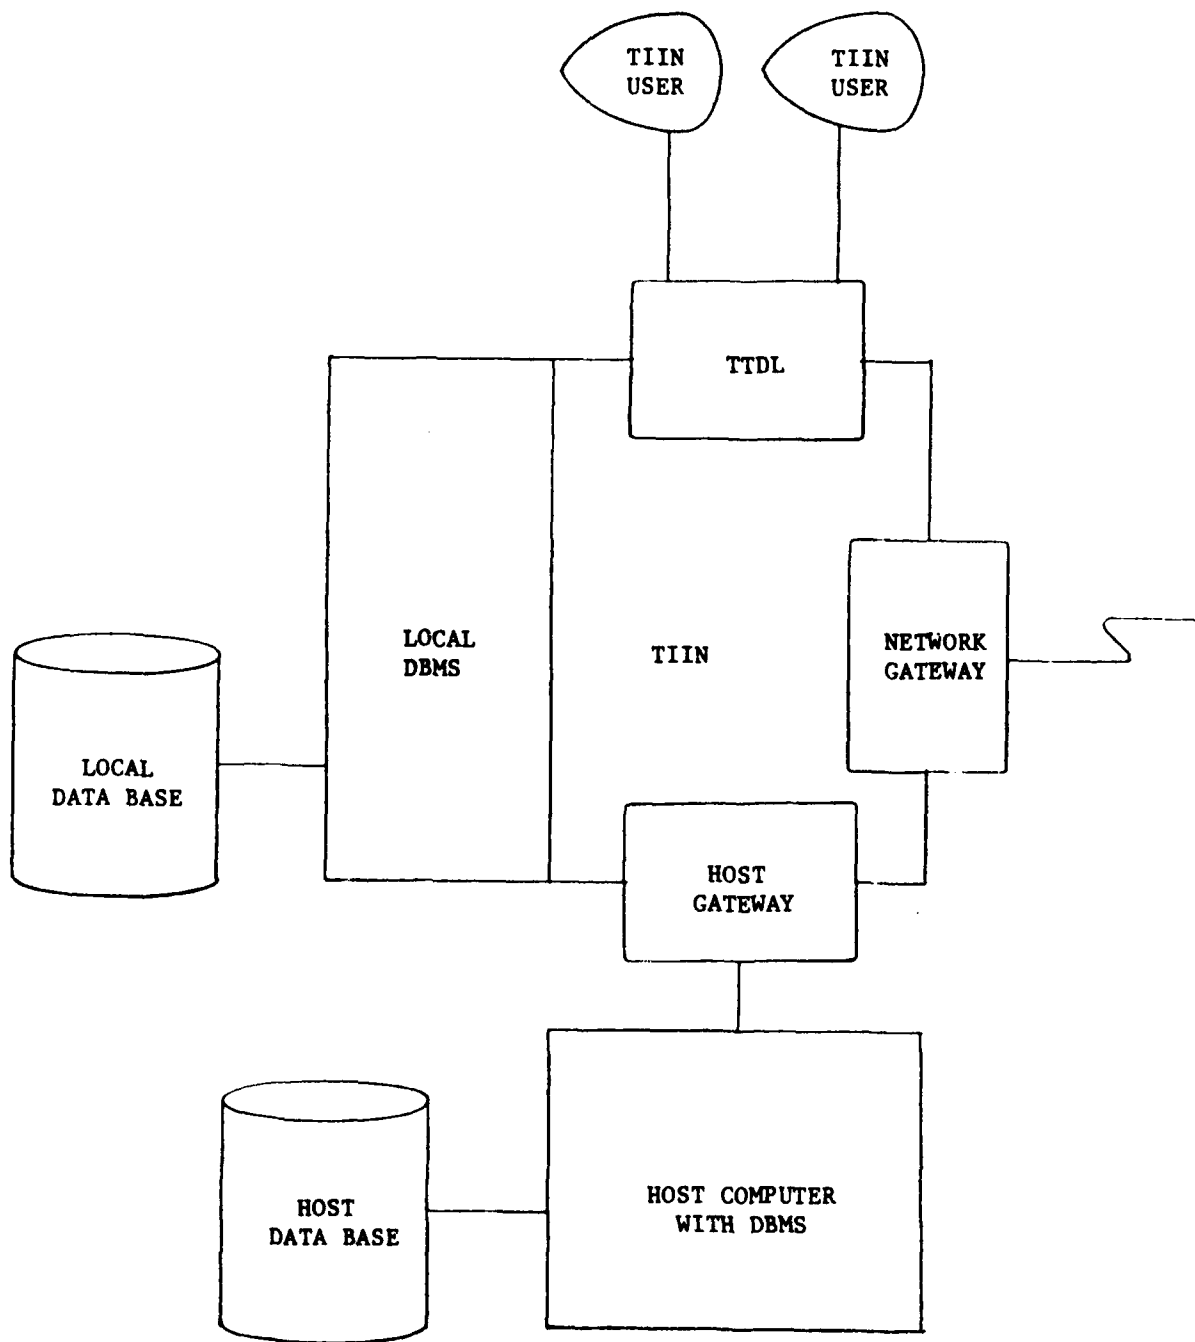 TIIN
USER
TIIN
USER
TTDL
LOCAL
DBMS
TIIN
NETWORK
GATEWAY
LOCAL
DATA BASE
HOST
GATEWAY
HOST
DATA BASE
HOST COMPUTER
WITH DBMS